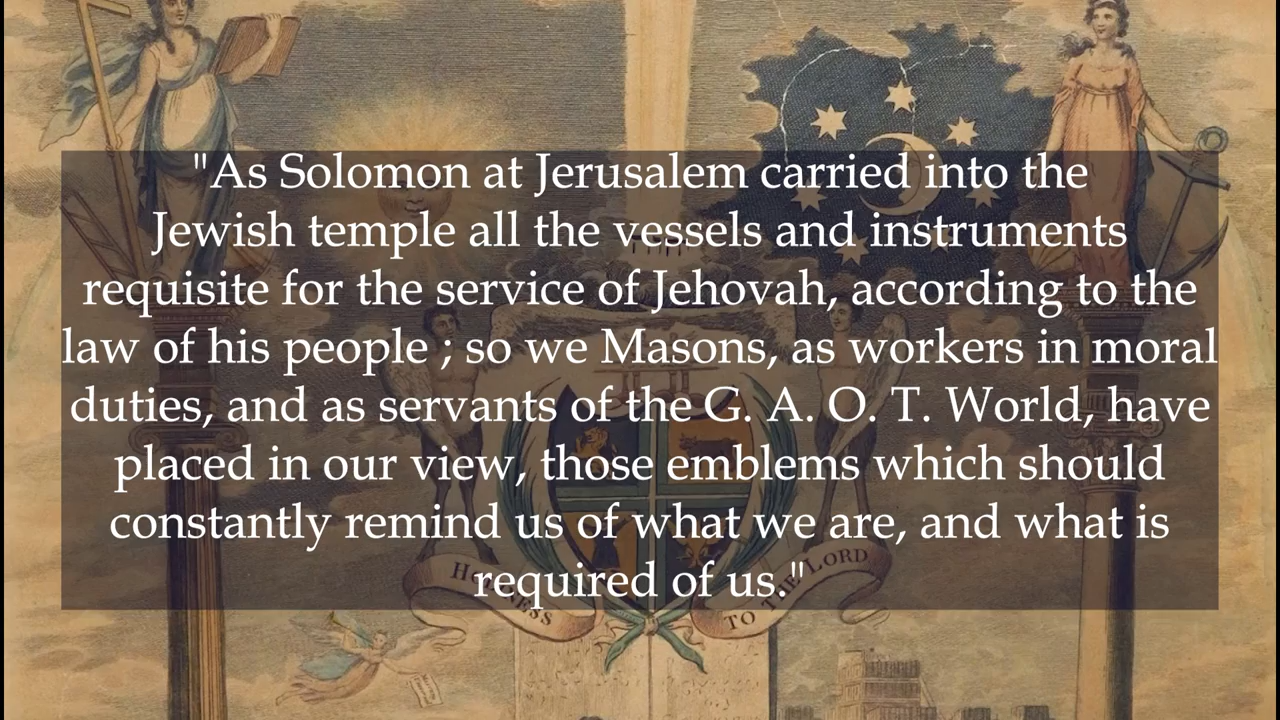 "As Solomon at Jerusalem carried into the
Jewish temple all the vessels and instruments
requisite for the service of Jehovah, according to the
law of his people ; so we Masons, as workers in moral
duties, and as servants of the G. A. O. T. World, have
placed in our view, those emblems which should
constantly remind us of what we are, and what is
required of us."
TO THE LORD